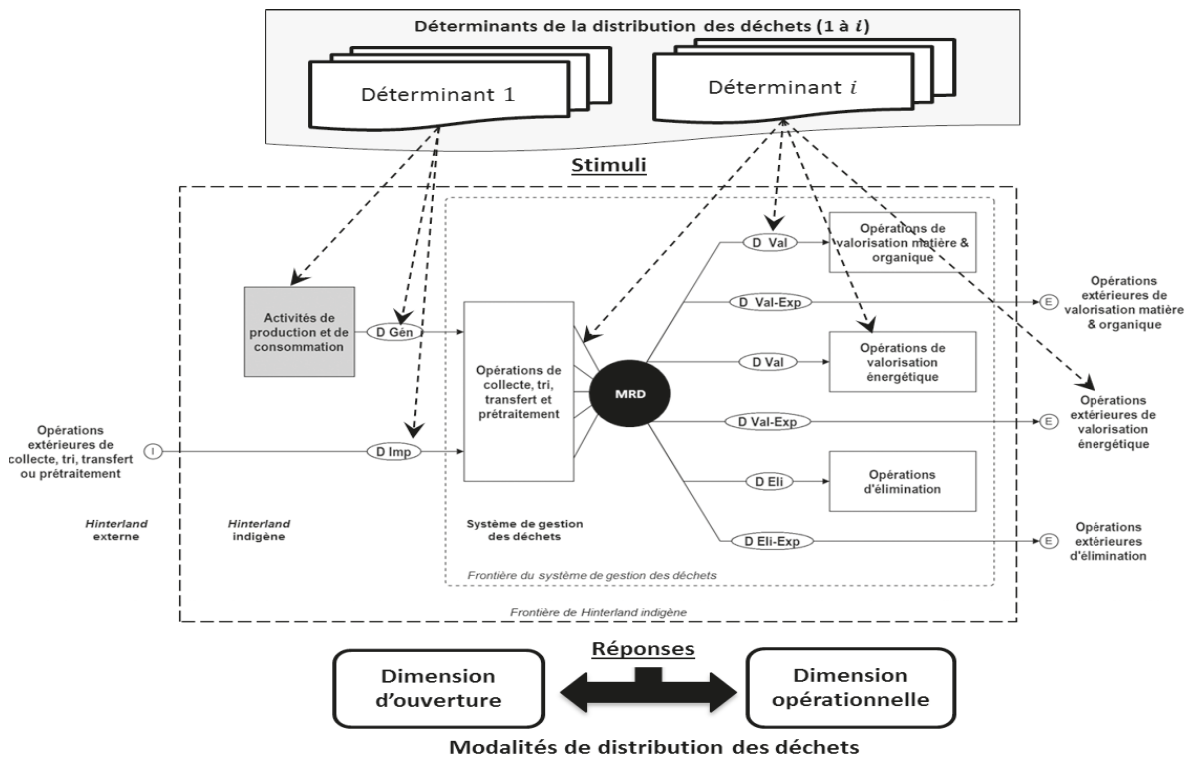 Déterminants de la distribution des déchets (1 à i)
Déterminant 1
Déterminant i
Stimuli
Activités de
production et de
consommation
D Gén
Opérations
extérieures de
collecte, tri, transfert
ou prétraitement
I
D Imp
Opérations de
collecte, tri,
transfert et
prétraitement
MRD
D Val
Opérations de
valorisation matière &
organique
D Val-Exp
E
Opérations
extérieures de
valorisation matière
& organique
D Val
Opérations de
valorisation
énergétique
D Val-Exp
E
Opérations
extérieures de
valorisation
énergétique
D Eli
Opérations
d'élimination
D Eli-Exp
E
Opérations
extérieures
d'élimination
Hinterland
externe
Hinterland
indigène
Système de gestion
des déchets
Frontière du système de gestion des déchets
Frontière de Hinterland indigène
Réponses
Dimension
d'ouverture
Dimension
opérationnelle
Modalités de distribution des déchets